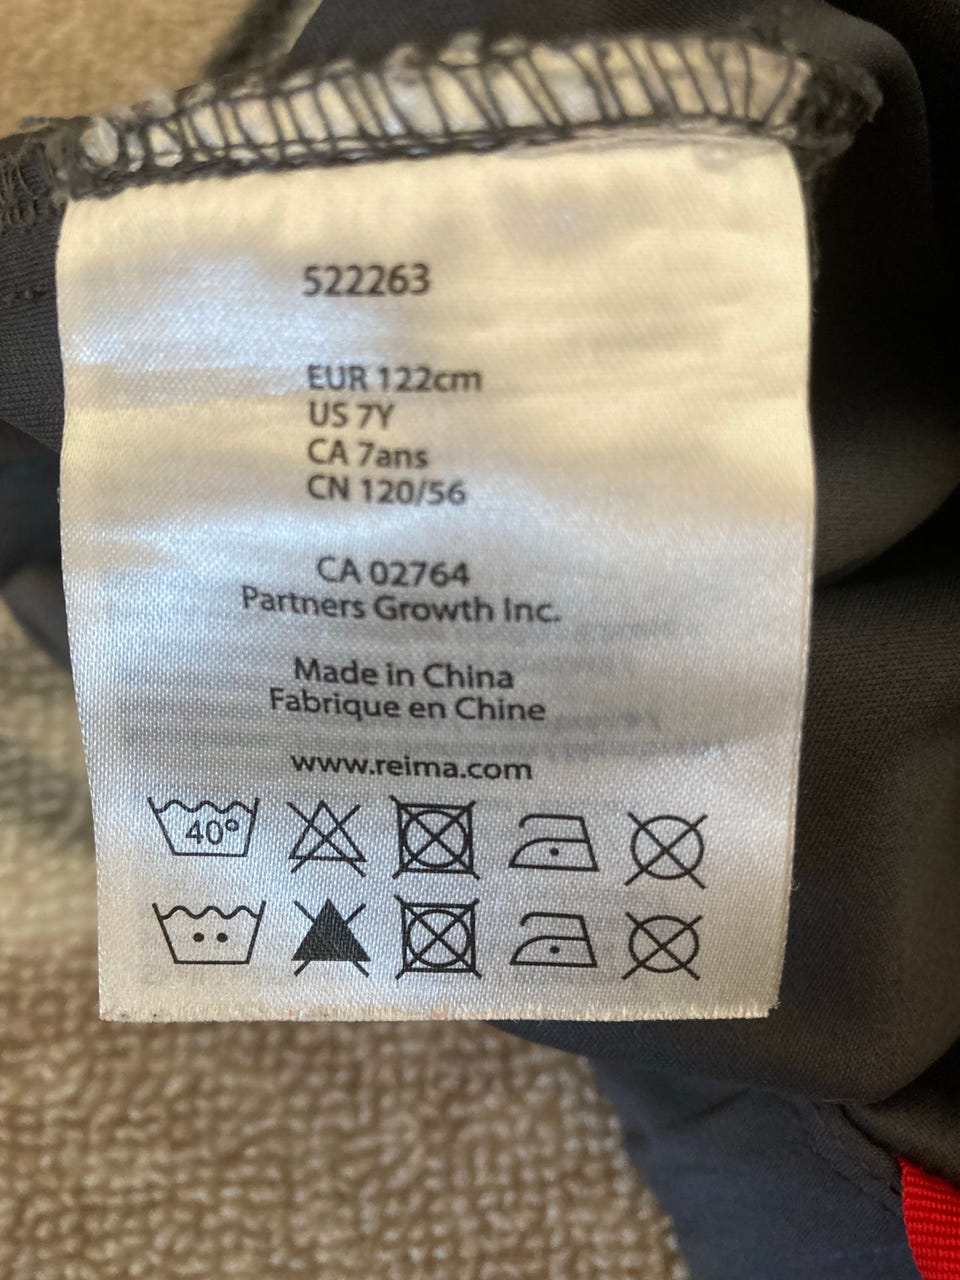 522263
EUR 122cm
US 7Y
CA 7ans
CN 120/56
CA 02764
Partners Growth Inc.
Made in China
Fabrique en Chine
www.reima.com
40°